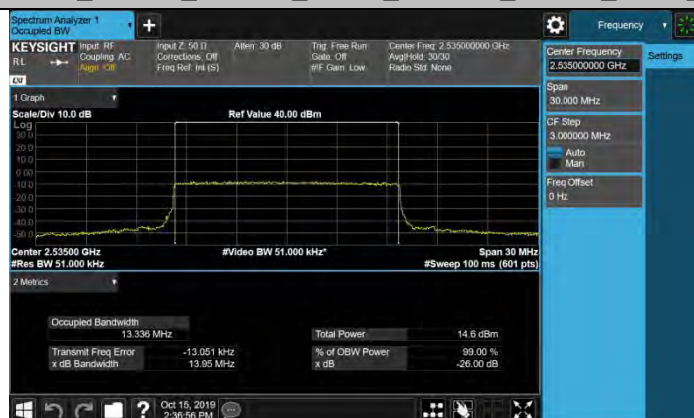 Spectrum Analyzer 1
Occupied BW
+
Frequency
KEYSIGHT Input: RF Input Z: 50 Ω Atten: 30 dB Trig: Free Run Center Freq: 2.535000000 GHz
RL Coupling: AC Corrections: Off Gate: Off Avg|Hold: 30/30
Align: Off Freq Ref: Int (S) #IF Gain: Low Radio Std: None
LXI
Center Frequency
2.535000000 GHz
Settings
Span
30.000 MHz
CF Step
3.000000 MHz
Auto
Man
Freq Offset
0 Hz
1 Graph
Scale/Div 10.0 dB Ref Value 40.00 dBm
Log
30.0
20.0
10.0
0.00
-10.0
-20.0
-30.0
-40.0
-50.0
Center 2.53500 GHz #Video BW 51.000 kHz* Span 30 MHz
#Res BW 51.000 kHz #Sweep 100 ms (601 pts)
2 Metrics
Occupied Bandwidth
13.336 MHz Total Power 14.6 dBm
Transmit Freq Error -13.051 kHz % of OBW Power 99.00 %
x dB Bandwidth 13.95 MHz x dB -26.00 dB
? Oct 15, 2019
2:36:56 PM